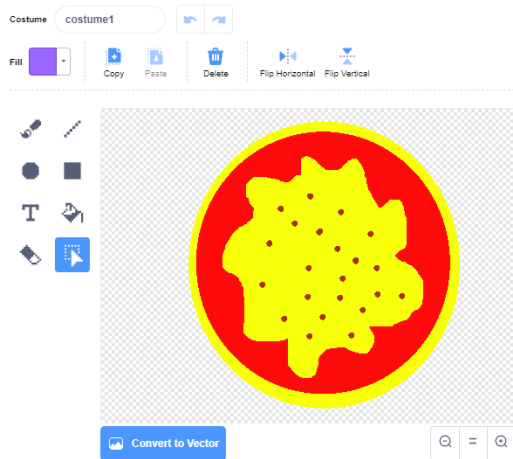 Costume costume1
Fill Copy Paste Delete Flip Horizontal Flip Vertical
T
Convert to Vector